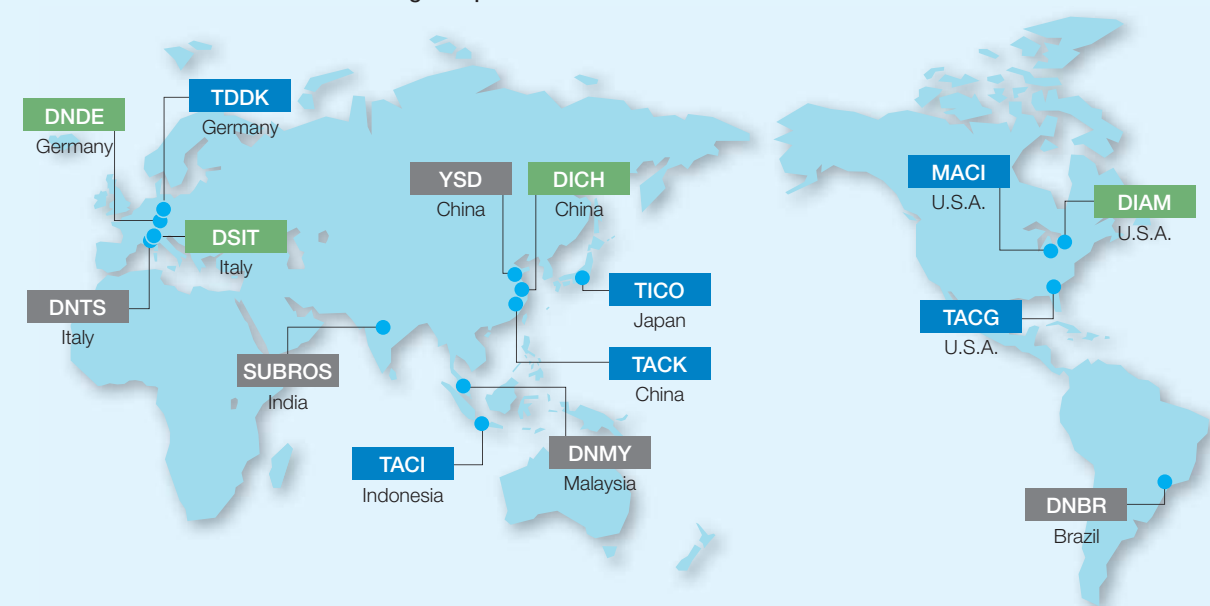 TDDK
Germany
DNDE
Germany
YSD
China
DICH
China
MACI
U.S.A.
DIAM
U.S.A.
DSIT
Italy
DNTS
Italy
TICO
Japan
TACG
U.S.A.
SUBROS
India
TACK
China
TACI
Indonesia
DNMY
Malaysia
DNBR
Brazil